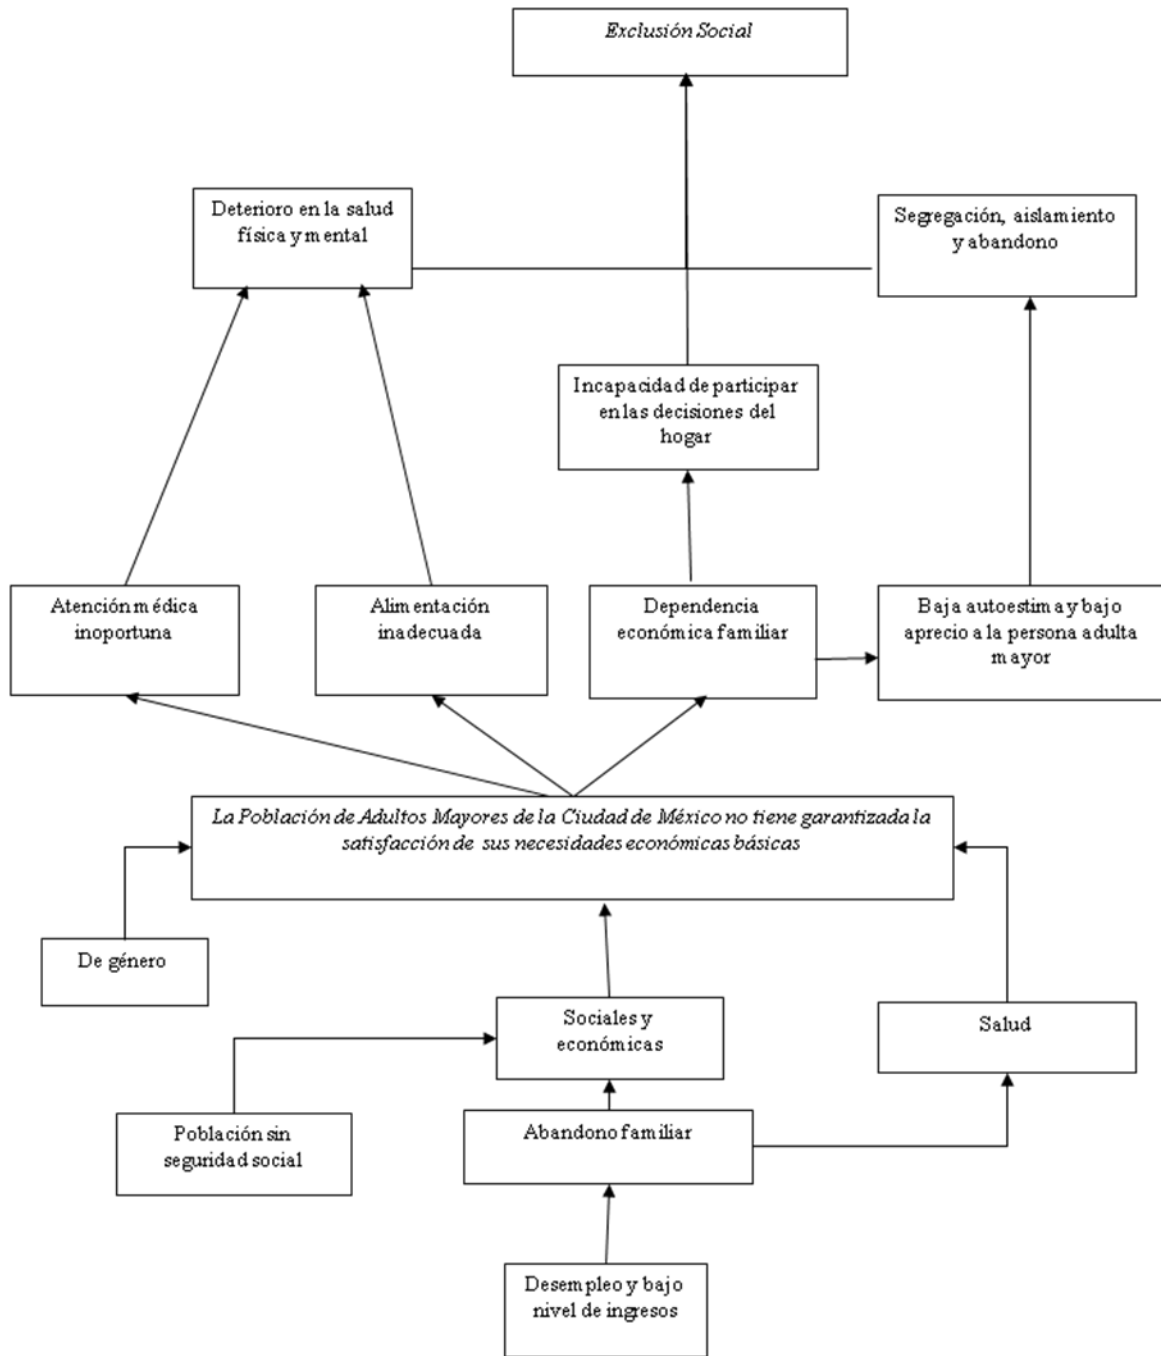 Exclusión Social
Deterioro en la salud
física y mental
Segregación, aislamiento
y abandono
Incapacidad de participar
en las decisiones del
hogar
Atención médica
inoportuna
Alimentación
inadecuada
Dependencia
económica familiar
Baja autoestima y bajo
aprecio a la persona adulta
mayor
La Población de Adultos Mayores de la Ciudad de México no tiene garantizada la
satisfacción de sus necesidades económicas básicas
De género
Sociales y
económicas
Salud
Población sin
seguridad social
Abandono familiar
Desempleo y bajo
nivel de ingresos